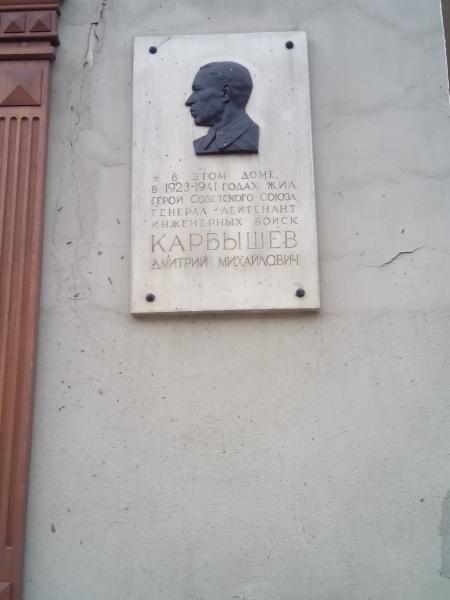 ★ В ЭТОМ ДОМЕ,
В 1923-1941 ГОДАХ ЖИЛ
ГЕРОЙ СОВЕТСКОГО СОЮЗА
ГЕНЕРАЛ-ЛЕЙТЕНАНТ
ИНЖЕНЕРНЫХ ВОЙСК
КАРБЫШЕВ
ДМИТРИЙ МИХАЙЛОВИЧ